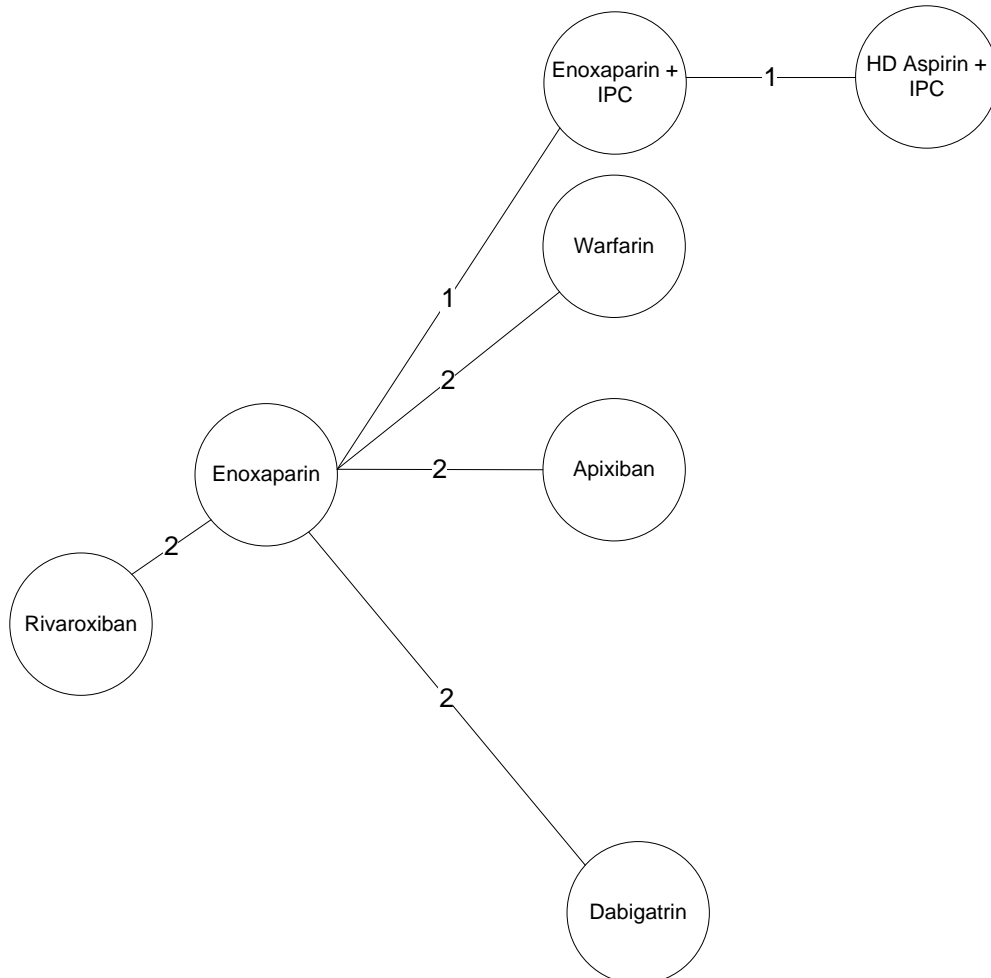 Enoxaparin +
IPC
1
HD Aspirin +
IPC
Warfarin
1
2
Enoxaparin
2
Apixiban
2
Rivaroxiban
2
Dabigatrin